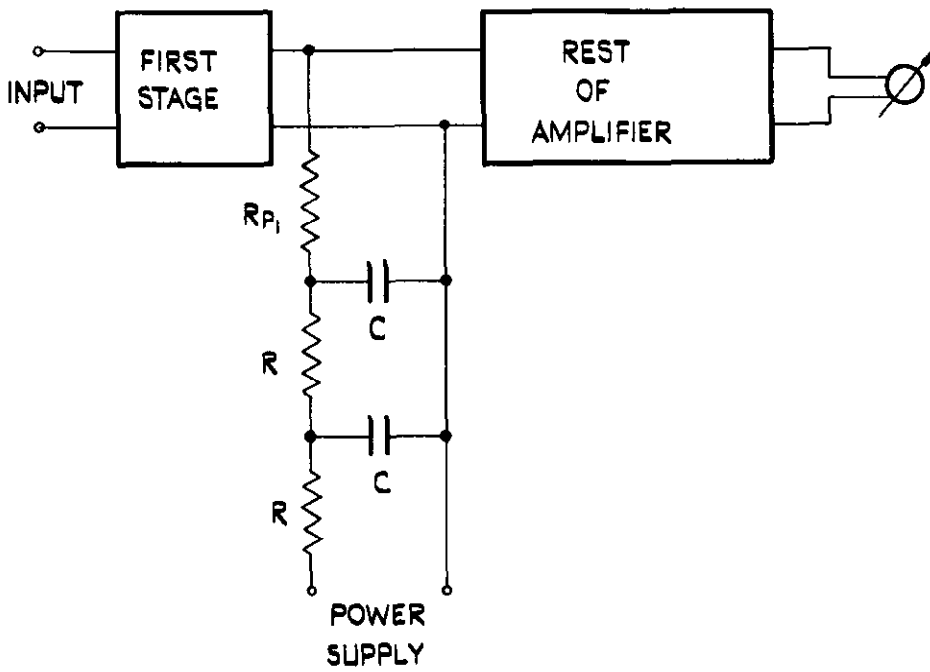 INPUT
FIRST
STAGE
REST
OF
AMPLIFIER
RP1
C
R
C
R
POWER
SUPPLY